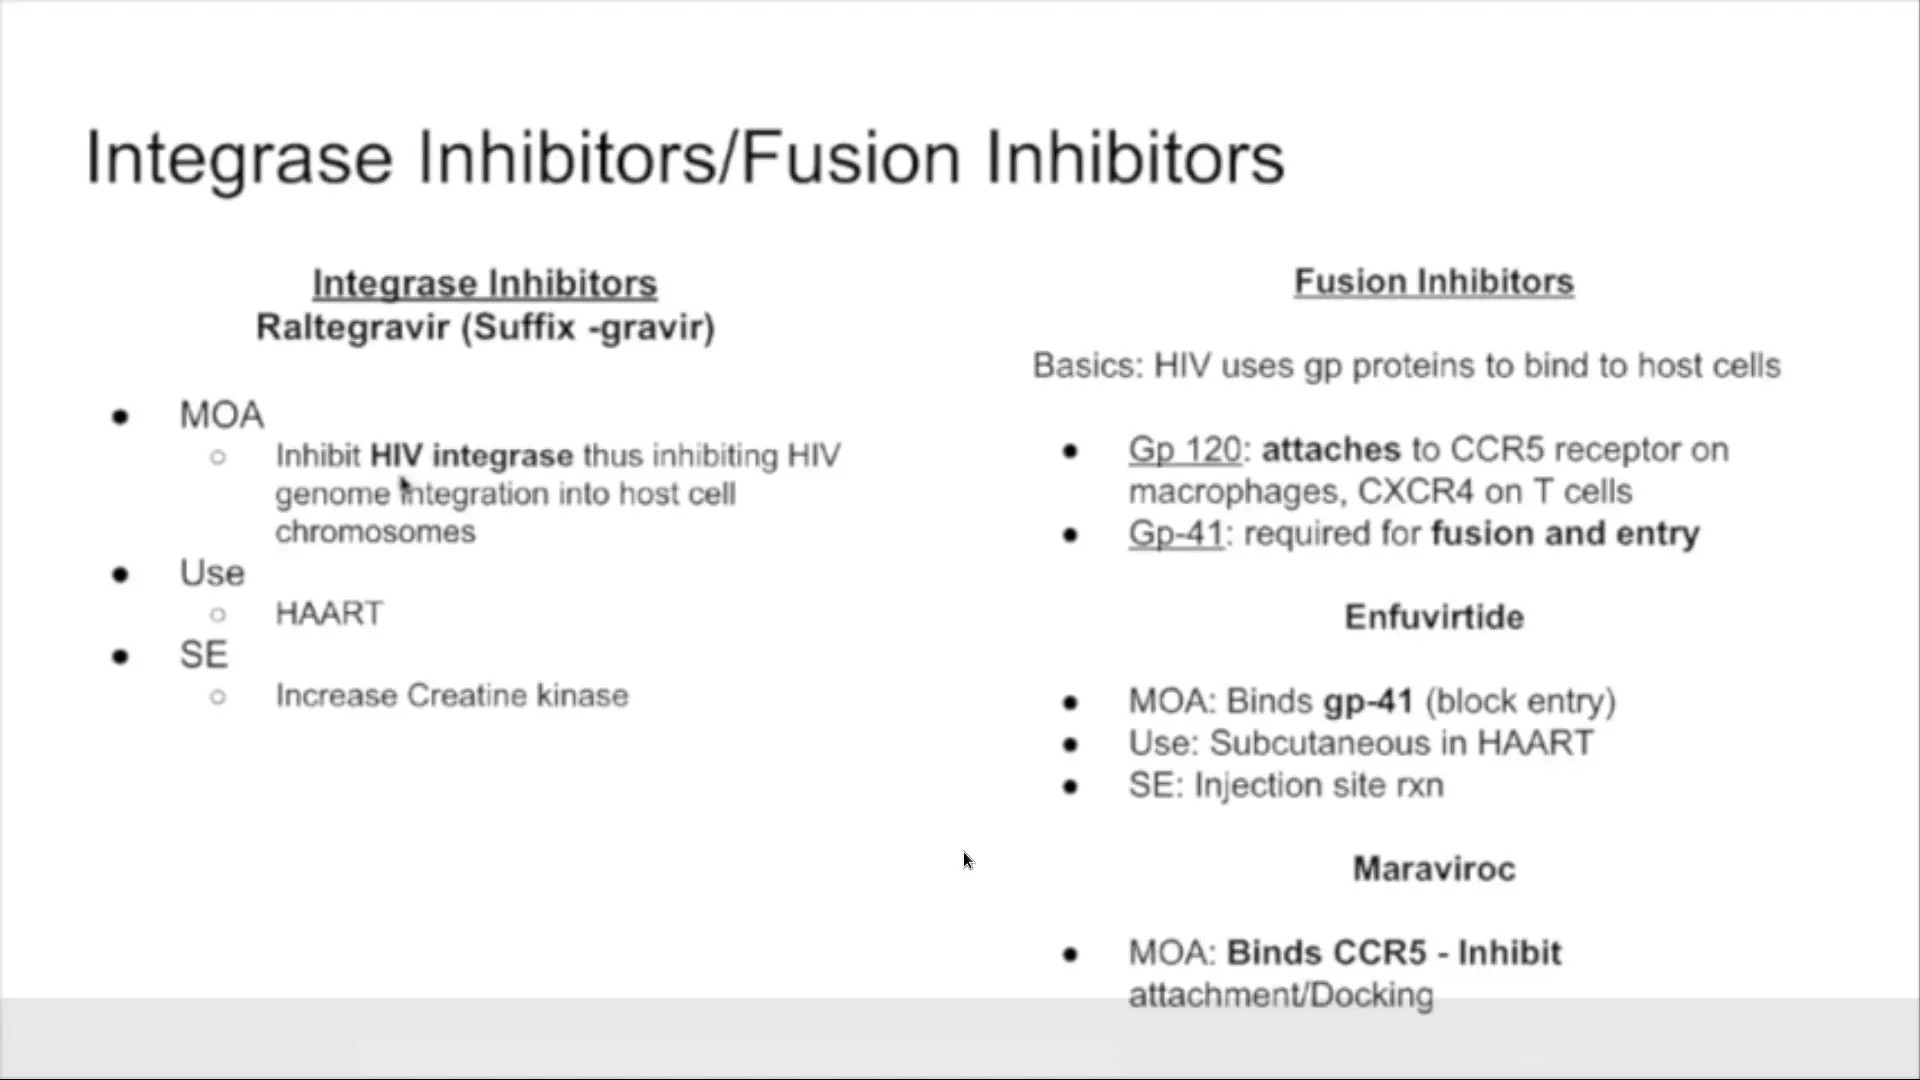 Integrase Inhibitors/Fusion Inhibitors
Integrase Inhibitors
Raltegravir (Suffix -gravir)
● MOA
○ Inhibit HIV integrase thus inhibiting HIV
genome integration into host cell
chromosomes
● Use
○ HAART
● SE
○ Increase Creatine kinase
Fusion Inhibitors
Basics: HIV uses gp proteins to bind to host cells
● Gp 120: attaches to CCR5 receptor on
macrophages, CXCR4 on T cells
● Gp-41: required for fusion and entry
Enfuvirtide
● MOA: Binds gp-41 (block entry)
● Use: Subcutaneous in HAART
● SE: Injection site rxn
Maraviroc
● MOA: Binds CCR5 - Inhibit
attachment/Docking